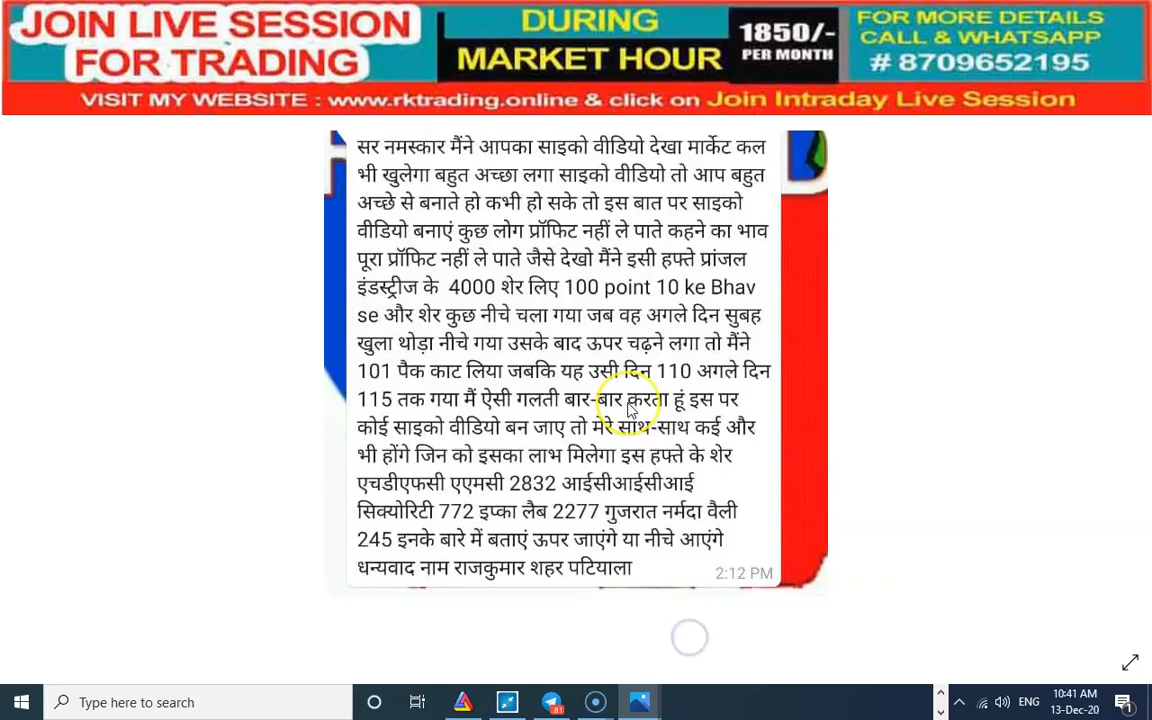 JOIN LIVE SESSION
FOR TRADING
DURING
MARKET HOUR
1850/-
PER MONTH
FOR MORE DETAILS
CALL & WHATSAPP
# 8709652195
VISIT MY WEBSITE : www.rktrading.online & click on Join Intraday Live Session
सर नमस्कार मैंने आपका साइको वीडियो देखा मार्केट कल
भी खुलेगा बहुत अच्छा लगा साइको वीडियो तो आप बहुत
अच्छे से बनाते हो कभी हो सके तो इस बात पर साइको
वीडियो बनाएं कुछ लोग प्रॉफिट नहीं ले पाते कहने का भाव
पूरा प्रॉफिट नहीं ले पाते जैसे देखो मैंने इसी हफ्ते प्रांजल
इंडस्ट्रीज के 4000 शेर लिए 100 point 10 ke Bhav
se और शेर कुछ नीचे चला गया जब वह अगले दिन सुबह
खुला थोड़ा नीचे गया उसके बाद ऊपर चढ़ने लगा तो मैंने
101 पैक काट लिया जबकि यह उसी दिन 110 अगले दिन
115 तक गया मैं ऐसी गलती बार-बार करता हूं इस पर
कोई साइको वीडियो बन जाए तो मेरे साथ-साथ कई और
भी होंगे जिन को इसका लाभ मिलेगा इस हफ्ते के शेर
एचडीएफसी एएमसी 2832 आईसीआईसीआई
सिक्योरिटी 772 इप्का लैब 2277 गुजरात नर्मदा वैली
245 इनके बारे में बताएं ऊपर जाएंगे या नीचे आएंगे
धन्यवाद नाम राजकुमार शहर पटियाला
2:12 PM
Type here to search
81
ENG
10:41 AM
13-Dec-20
1